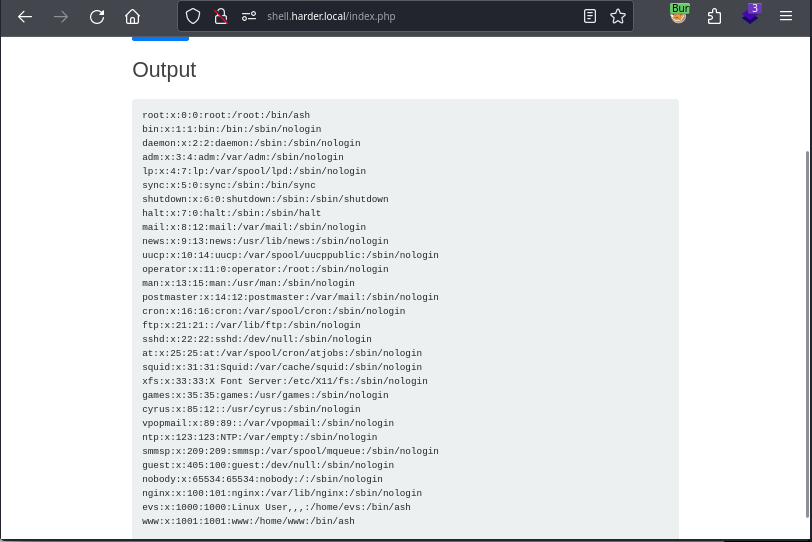 shell.harder.local/index.php
Bur
3
Output
root:x:0:0:root:/root:/bin/ash
bin:x:1:1:bin:/bin:/sbin/nologin
daemon:x:2:2:daemon:/sbin:/sbin/nologin
adm:x:3:4:adm:/var/adm:/sbin/nologin
lp:x:4:7:lp:/var/spool/lpd:/sbin/nologin
sync:x:5:0:sync:/sbin:/bin/sync
shutdown:x:6:0:shutdown:/sbin:/sbin/shutdown
halt:x:7:0:halt:/sbin:/sbin/halt
mail:x:8:12:mail:/var/mail:/sbin/nologin
news:x:9:13:news:/usr/lib/news:/sbin/nologin
uucp:x:10:14:uucp:/var/spool/uucppublic:/sbin/nologin
operator:x:11:0:operator:/root:/sbin/nologin
man:x:13:15:man:/usr/man:/sbin/nologin
postmaster:x:14:12:postmaster:/var/mail:/sbin/nologin
cron:x:16:16:cron:/var/spool/cron:/sbin/nologin
ftp:x:21:21::/var/lib/ftp:/sbin/nologin
sshd:x:22:22:sshd:/dev/null:/sbin/nologin
at:x:25:25:at:/var/spool/cron/atjobs:/sbin/nologin
squid:x:31:31:Squid:/var/cache/squid:/sbin/nologin
xfs:x:33:33:X Font Server:/etc/X11/fs:/sbin/nologin
games:x:35:35:games:/usr/games:/sbin/nologin
cyrus:x:85:12::/usr/cyrus:/sbin/nologin
vpopmail:x:89:89::/var/vpopmail:/sbin/nologin
ntp:x:123:123:NTP:/var/empty:/sbin/nologin
smmsp:x:209:209:smmsp:/var/spool/mqueue:/sbin/nologin
guest:x:405:100:guest:/dev/null:/sbin/nologin
nobody:x:65534:65534:nobody:/:/sbin/nologin
nginx:x:100:101:nginx:/var/lib/nginx:/sbin/nologin
evs:x:1000:1000:Linux User,,,:/home/evs:/bin/ash
www:x:1001:1001:www:/home/www:/bin/ash